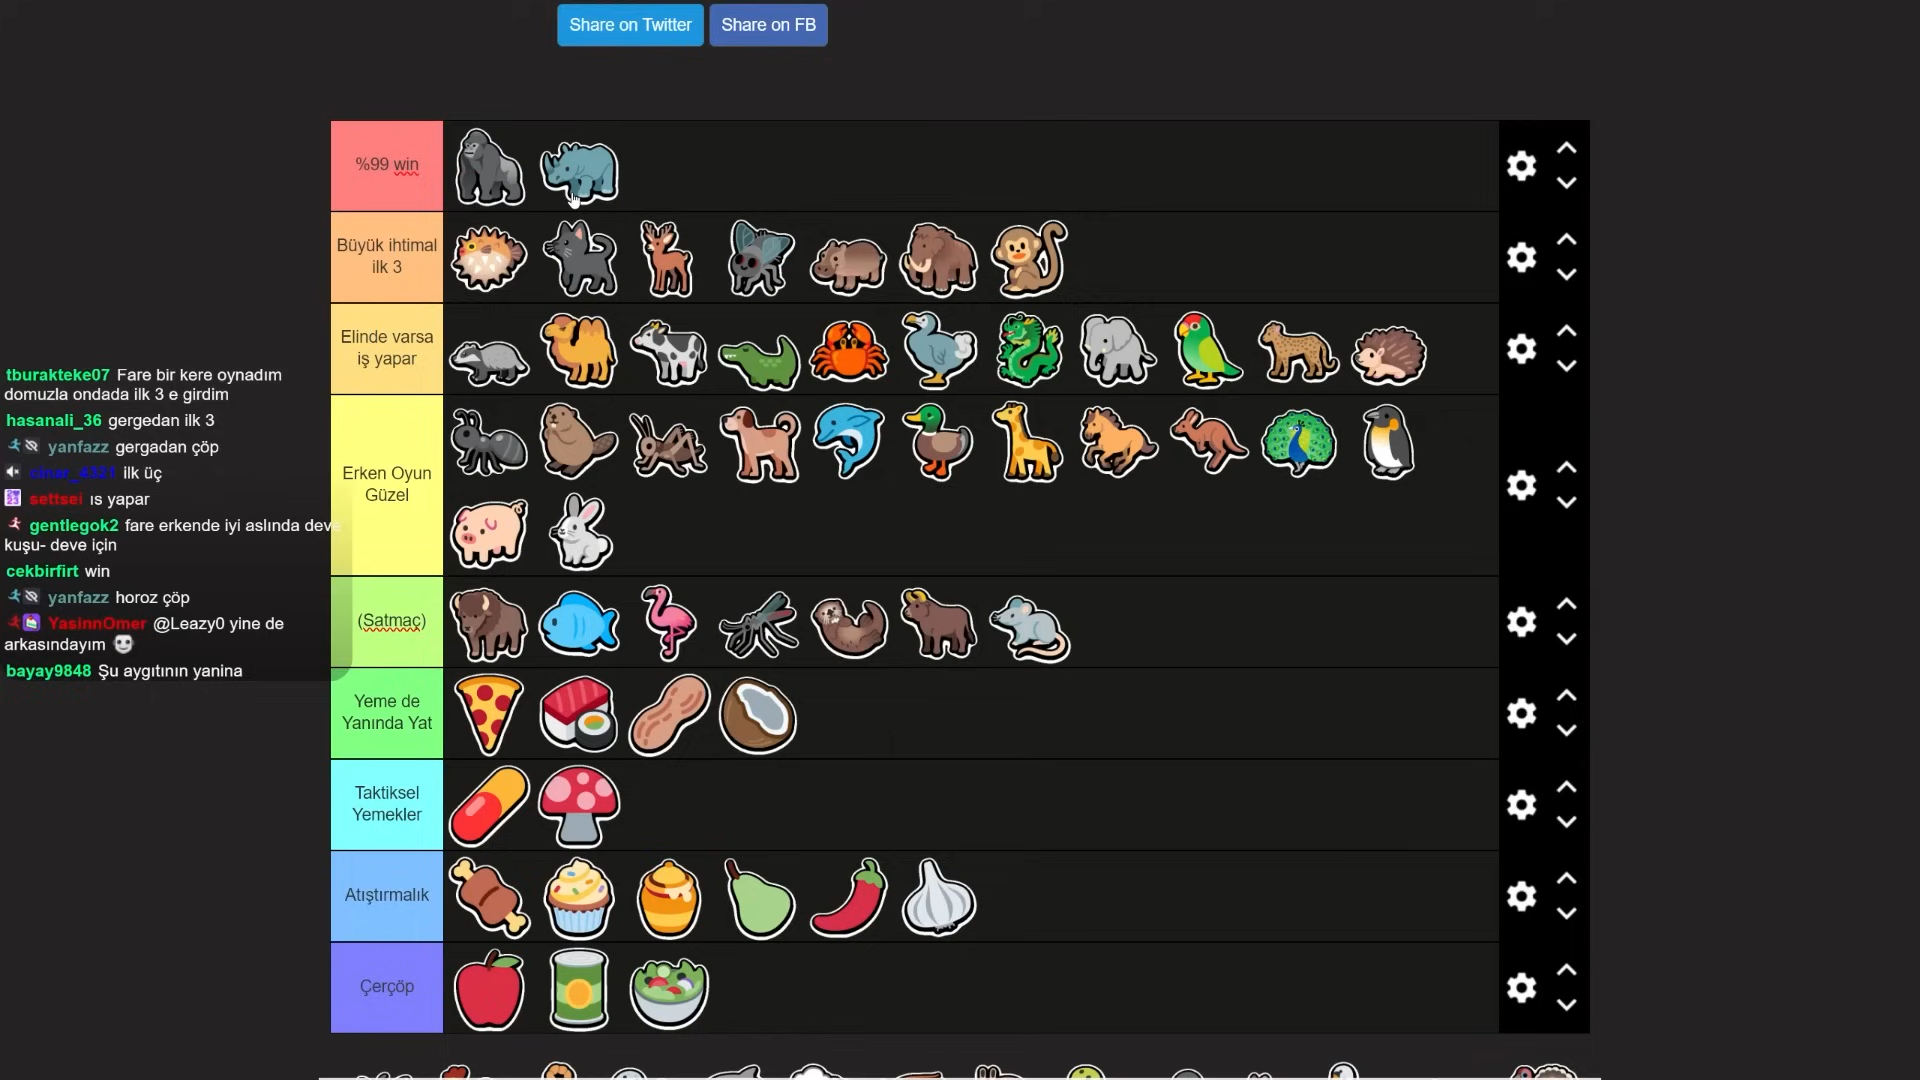 Share on Twitter
Share on FB
%99 win
Büyük ihtimal
ilk 3
Elinde varsa
iş yapar
Erken Oyun
Güzel
(Satmaç)
Yeme de
Yanında Yat
Taktiksel
Yemekler
Atıştırmalık
Çerçöp
tburakteke07 Fare bir kere oynadım
domuzla ondada ilk 3 e girdim
hasanali_36 gergedan ilk 3
yanfazz gergadan çöp
ilk üç
settsei ıs yapar
gentlegok2 fare erkende iyi aslında deve
kuşu- deve için
cekbirfirt win
yanfazz horoz çöp
YasinnOmer @Leazy0 yine de
arkasındayım
bayay9848 Şu aygıtının yanina